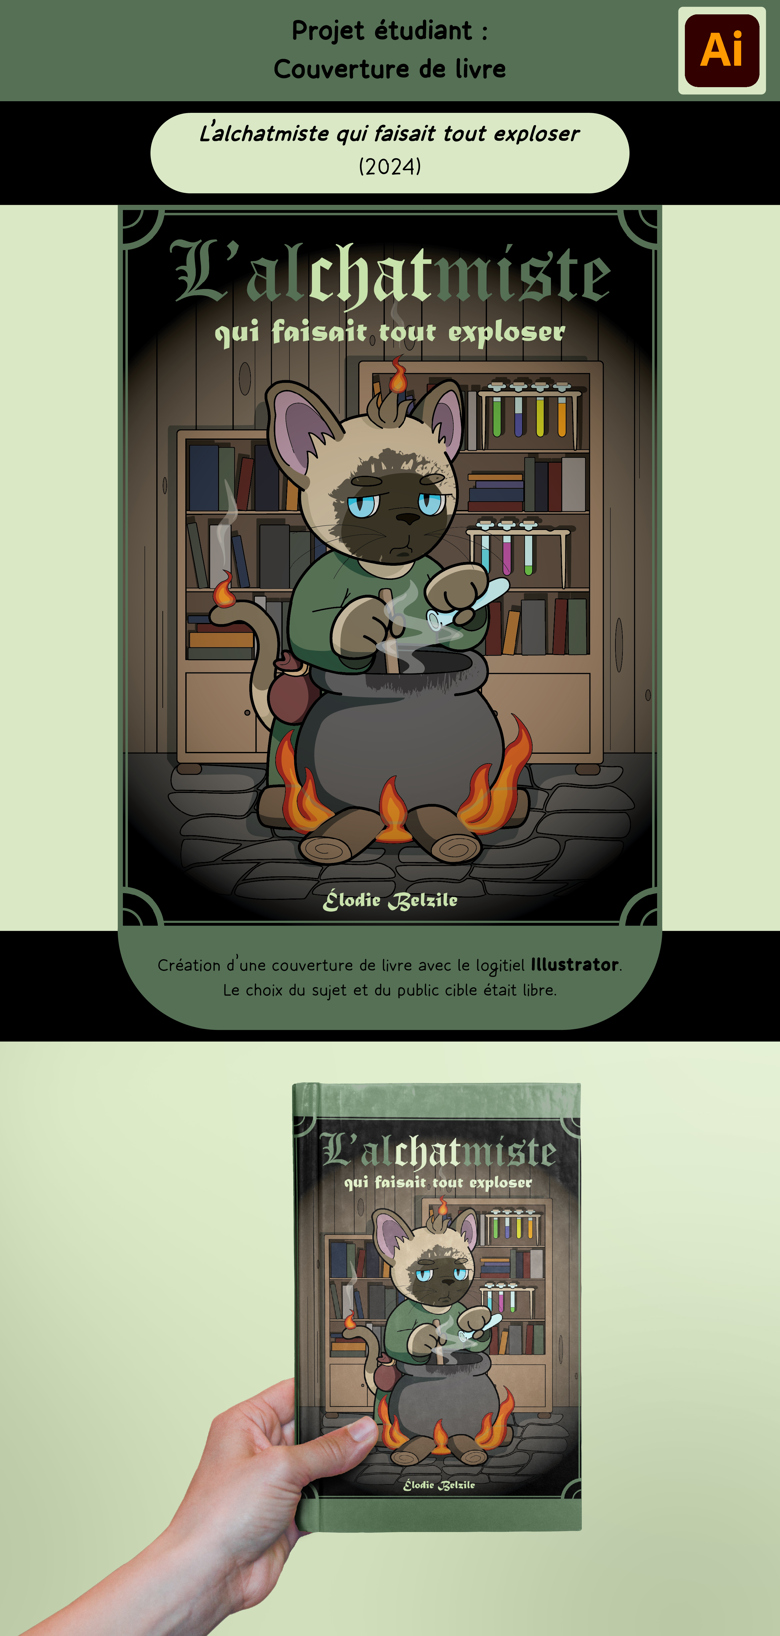 Projet étudiant :
Couverture de livre
Ai
L'alchatmiste qui faisait tout exploser
(2024)
L'alchatmiste
qui faisait tout exploser
Élodie Belzile
Création d'une couverture de livre avec le logitiel Illustrator.
Le choix du sujet et du public cible était libre.
L'alchatmiste
qui faisait tout exploser
Élodie Belzile